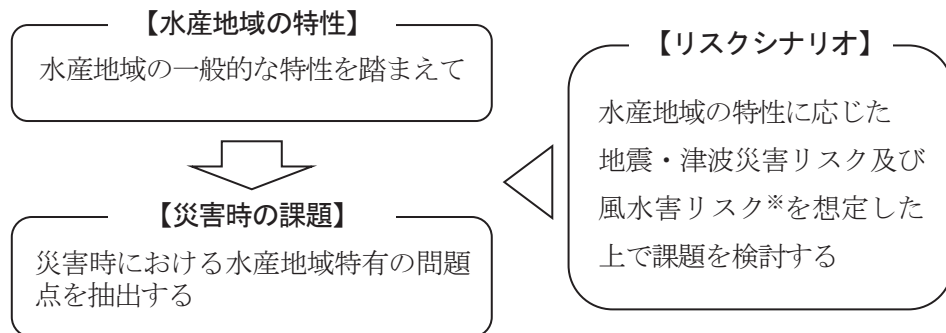 【水産地域の特性】
水産地域の一般的な特性を踏まえて
【災害時の課題】
災害時における水産地域特有の問題
点を抽出する
【リスクシナリオ】
水産地域の特性に応じた
地震・津波災害リスク及び
風水害リスク※を想定した
上で課題を検討する